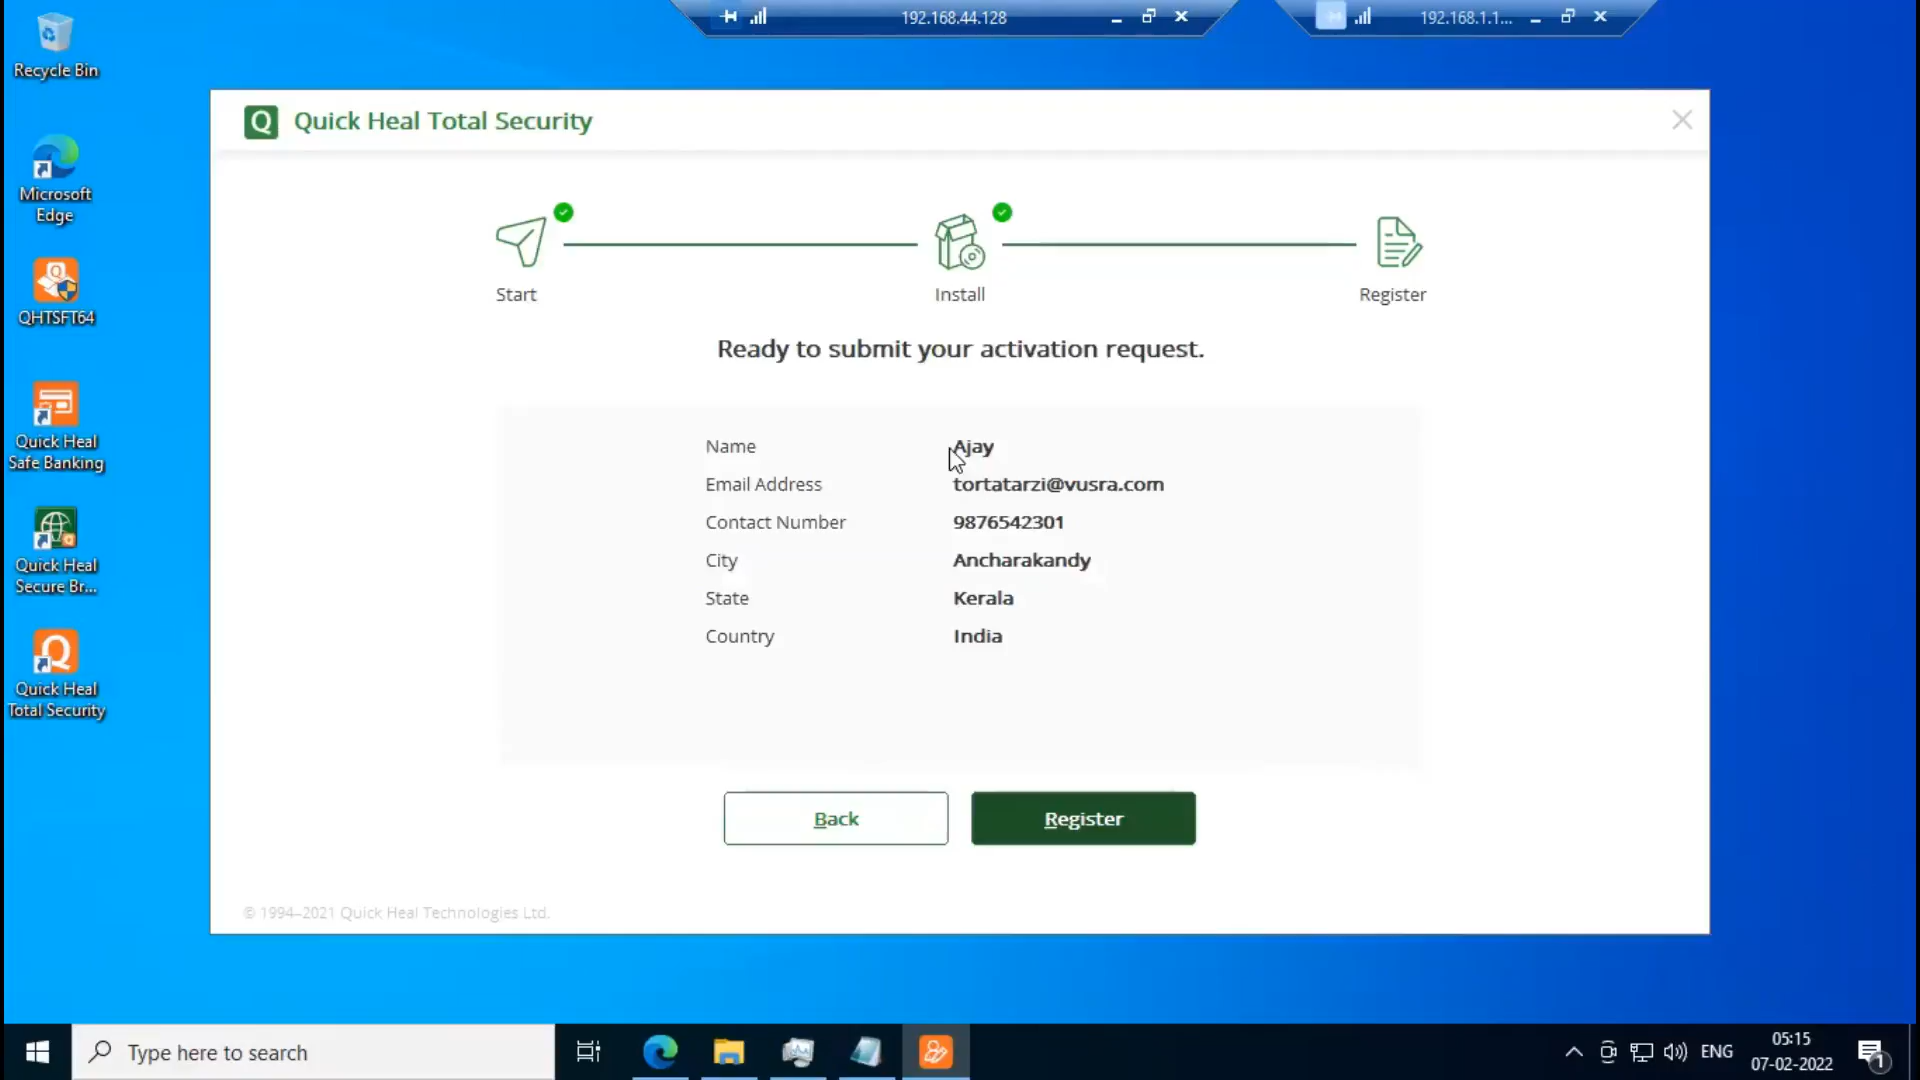 192.168.44.128
192.168.1.1...
Recycle Bin
Microsoft
Edge
QHTSFT64
Quick Heal
Safe Banking
Quick Heal
Secure Br...
Quick Heal
Total Security
Q Quick Heal Total Security
Start
Install
Register
Ready to submit your activation request.
Name Ajay
Email Address tortatarzi@vusra.com
Contact Number 9876542301
City Ancharakandy
State Kerala
Country India
Back
Register
© 1994–2021 Quick Heal Technologies Ltd.
Type here to search
ENG
05:15
07-02-2022
1